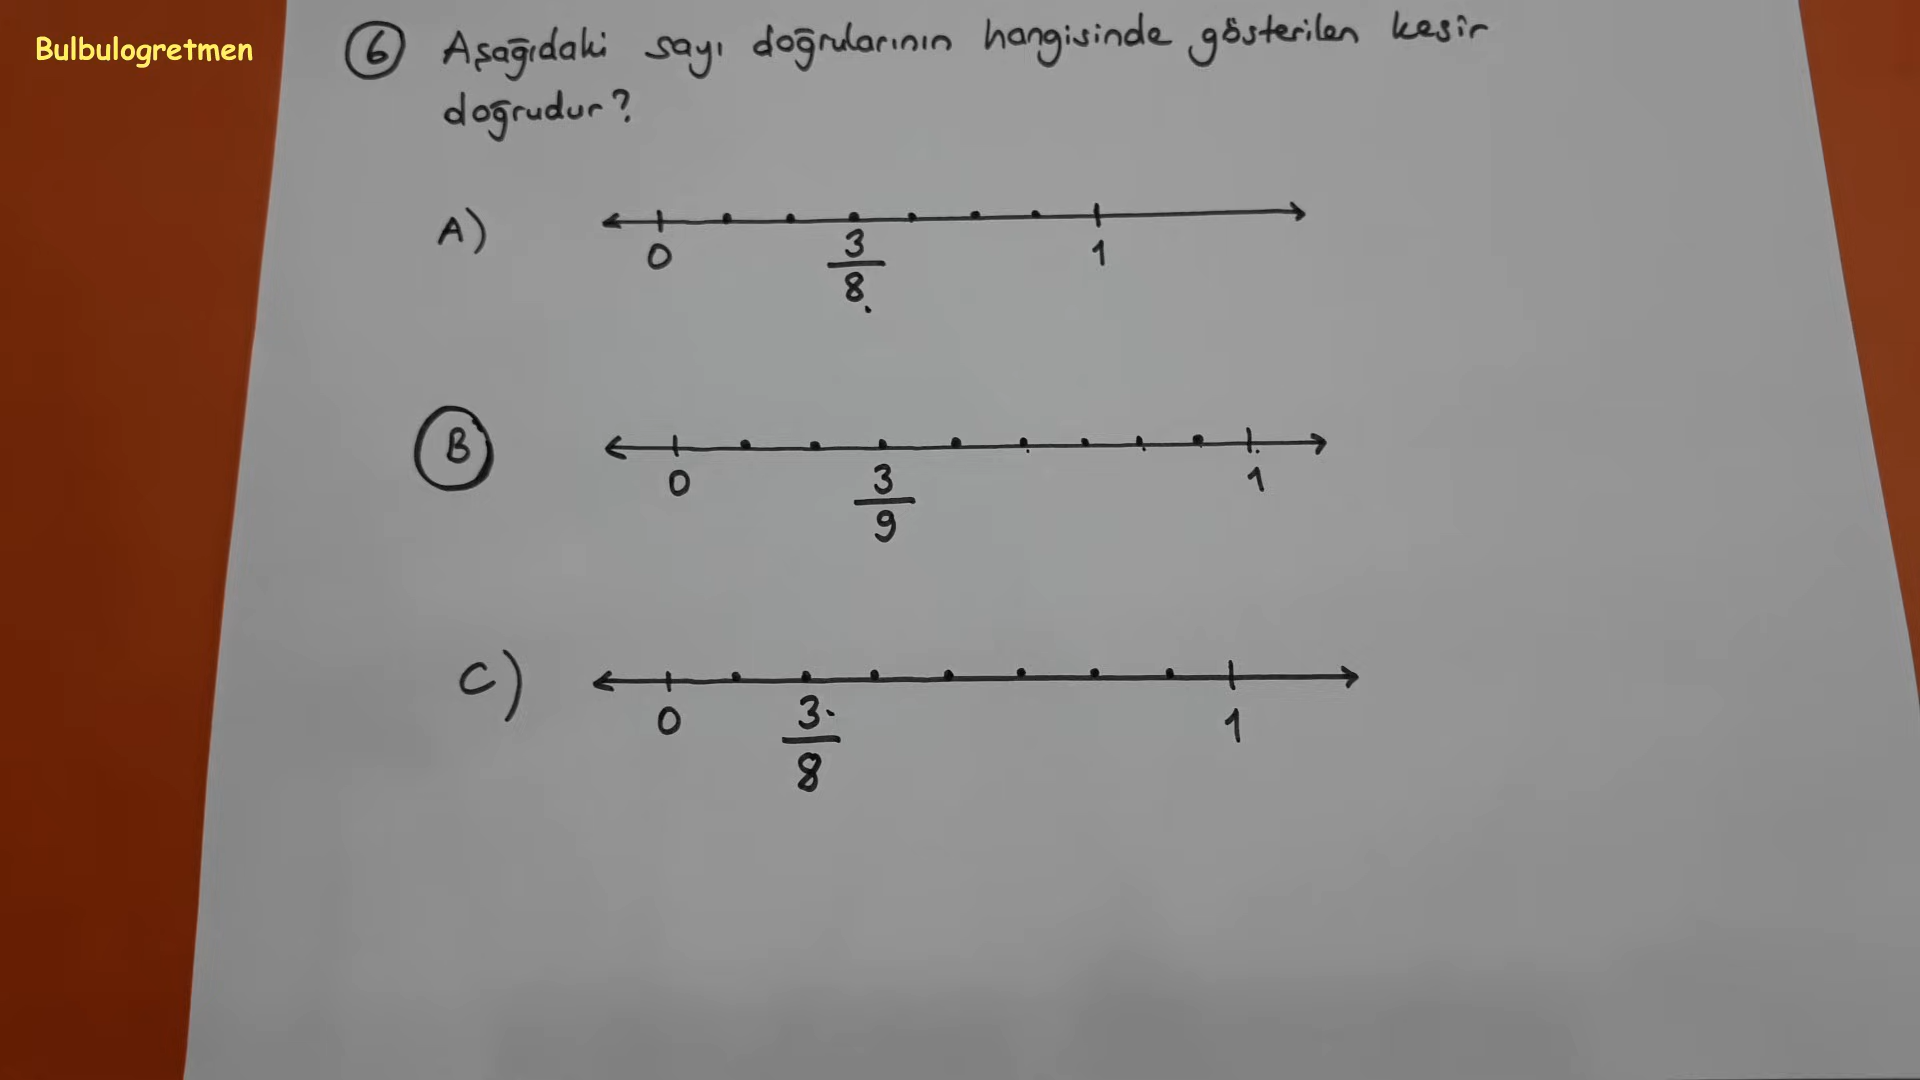 Bulbulogretmen
6 Aşağıdaki sayı doğrularının hangisinde gösterilen kesir
doğrudur?
A)
0 3/8 1
B
0 3/9 1
C)
0 3/8 1